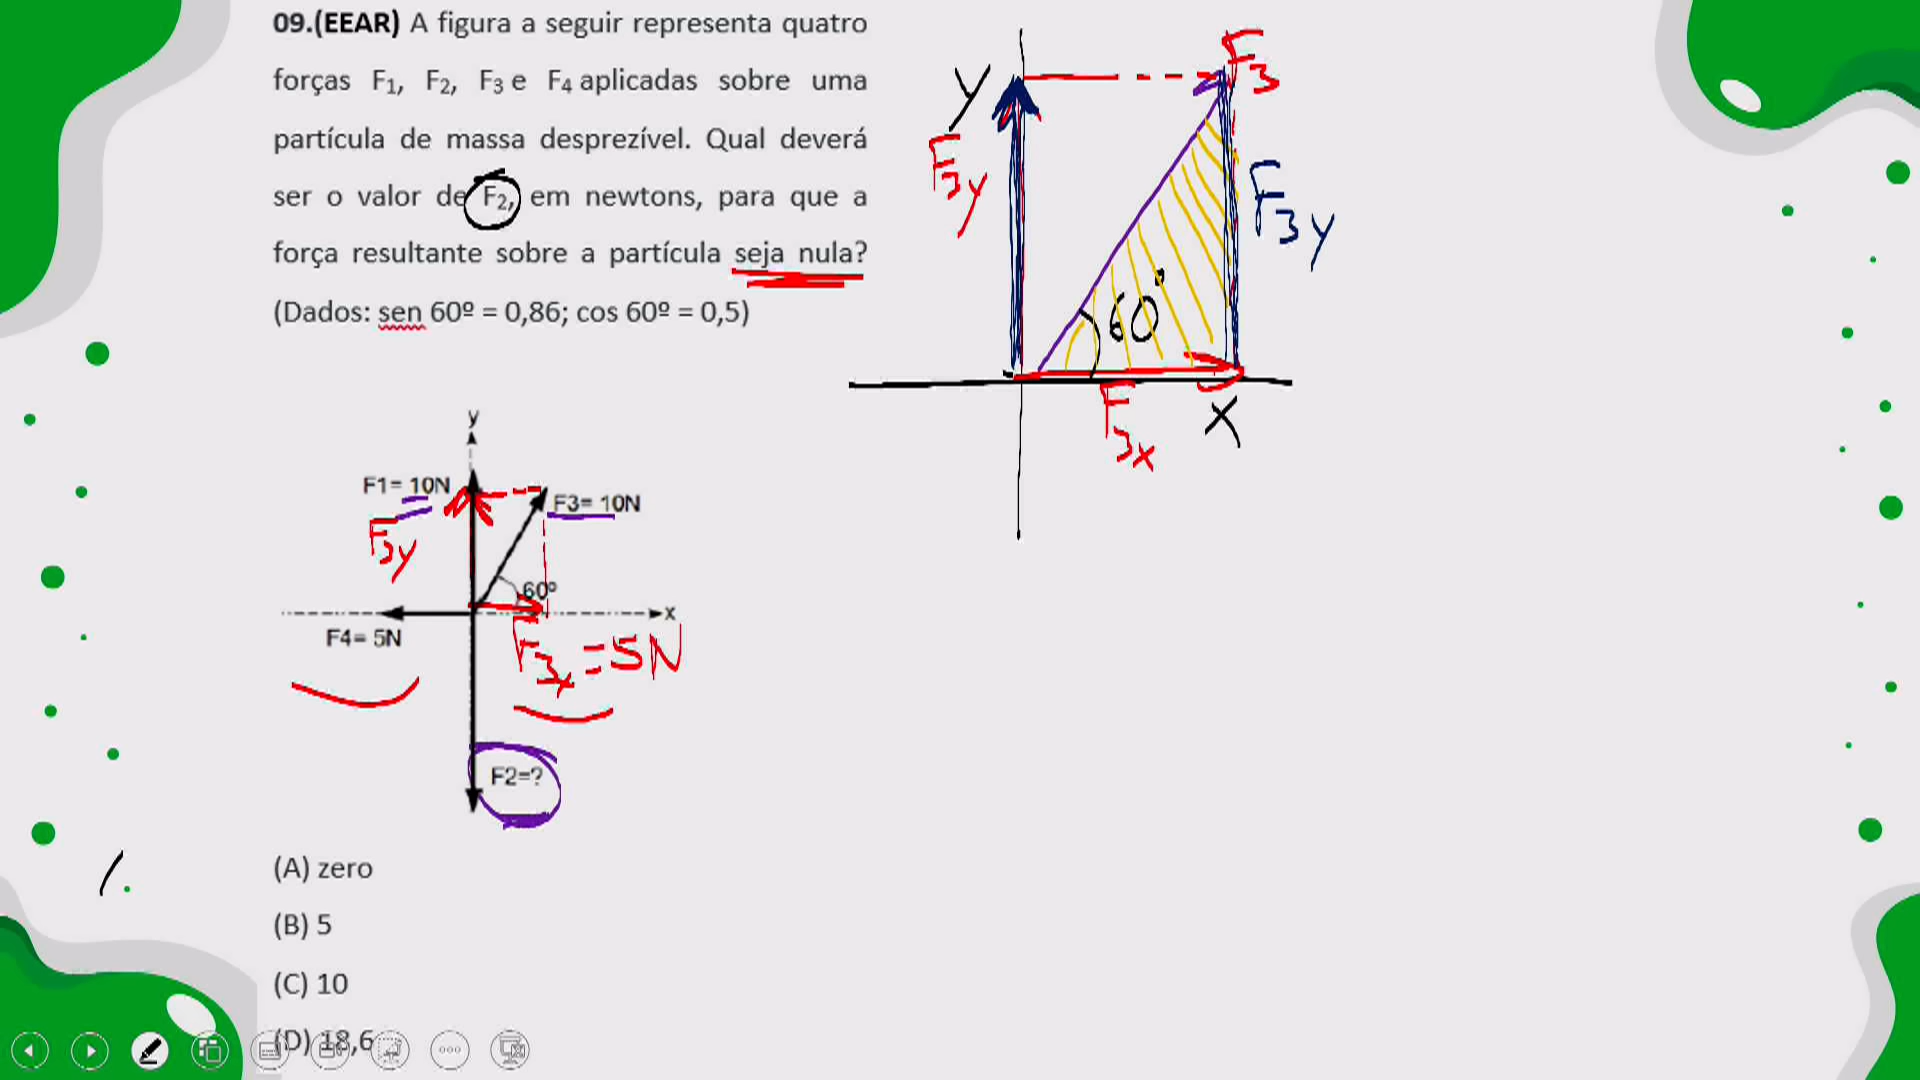 09.(EEAR) A figura a seguir representa quatro
forças F1, F2, F3 e F4 aplicadas sobre uma
partícula de massa desprezível. Qual deverá
ser o valor de F2, em newtons, para que a
força resultante sobre a partícula seja nula?
(Dados: sen 60º = 0,86; cos 60º = 0,5)
y
F3
F3y
F3y
60°
F3x
x
y
F1= 10N
F3= 10N
F3y
60º
x
F4= 5N
F3x = 5N
F2=?
(A) zero
(B) 5
(C) 10
(D) 18,6